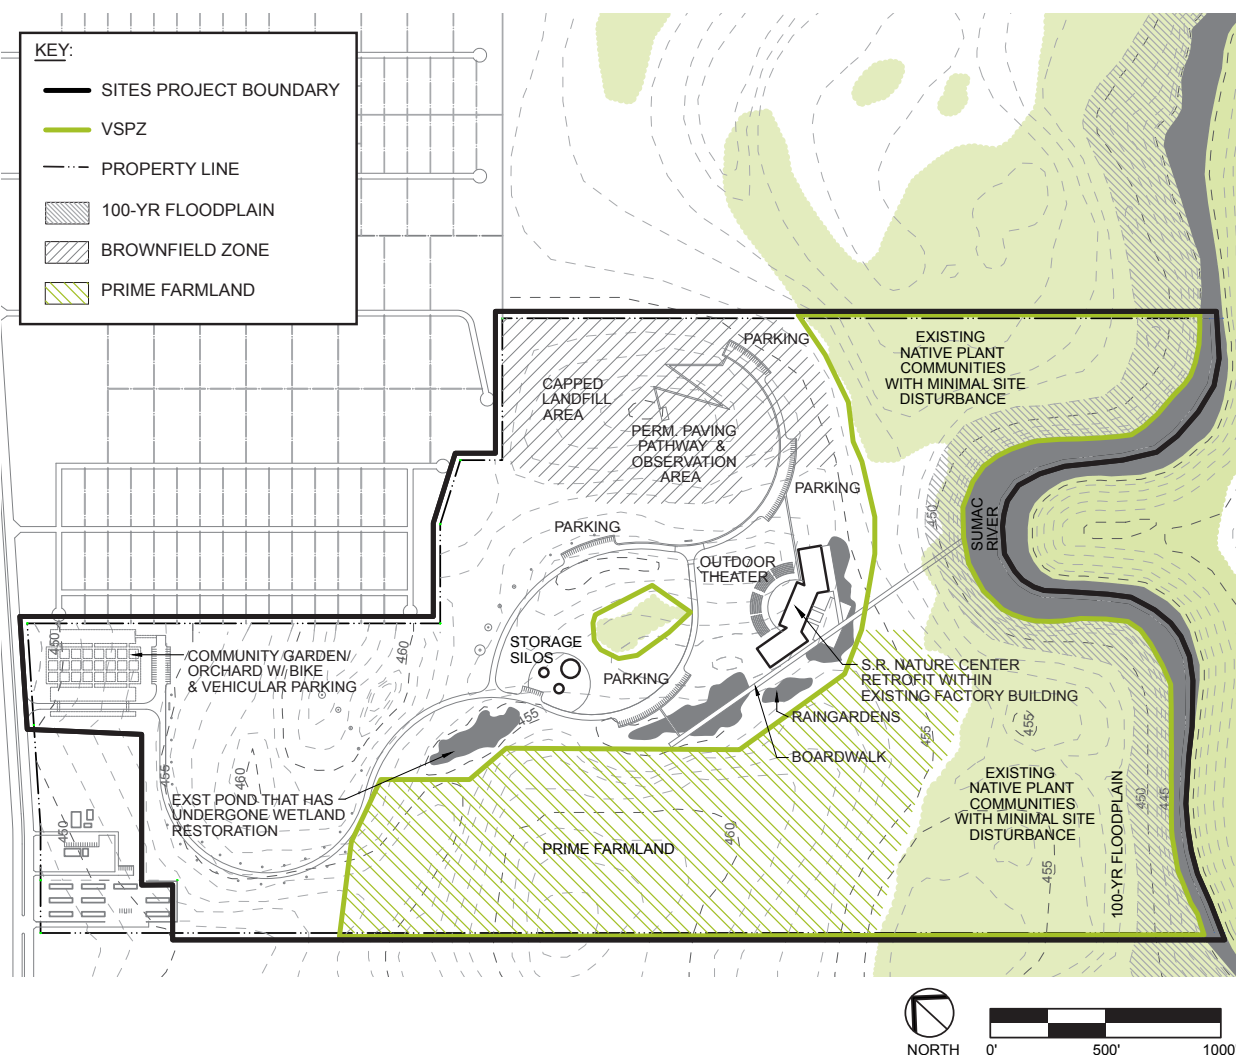 KEY:
SITES PROJECT BOUNDARY
VSPZ
PROPERTY LINE
100-YR FLOODPLAIN
BROWNFIELD ZONE
PRIME FARMLAND
PARKING
EXISTING
NATIVE PLANT
COMMUNITIES
WITH MINIMAL SITE
DISTURBANCE
CAPPED
LANDFILL
AREA
PERM. PAVING
PATHWAY &
OBSERVATION
AREA
PARKING
450
SUMAC
RIVER
PARKING
OUTDOOR
THEATER
450
COMMUNITY GARDEN/
ORCHARD W/ BIKE
& VEHICULAR PARKING
460
STORAGE
SILOS
PARKING
S.R. NATURE CENTER
RETROFIT WITHIN
EXISTING FACTORY BUILDING
RAINGARDENS
455
BOARDWALK
455
455
455
460
EXST POND THAT HAS
UNDERGONE WETLAND
RESTORATION
450
PRIME FARMLAND
460
EXISTING
NATIVE PLANT
COMMUNITIES
WITH MINIMAL SITE
DISTURBANCE
450
445
455
100-YR FLOODPLAIN
NORTH
0'
500'
1000'